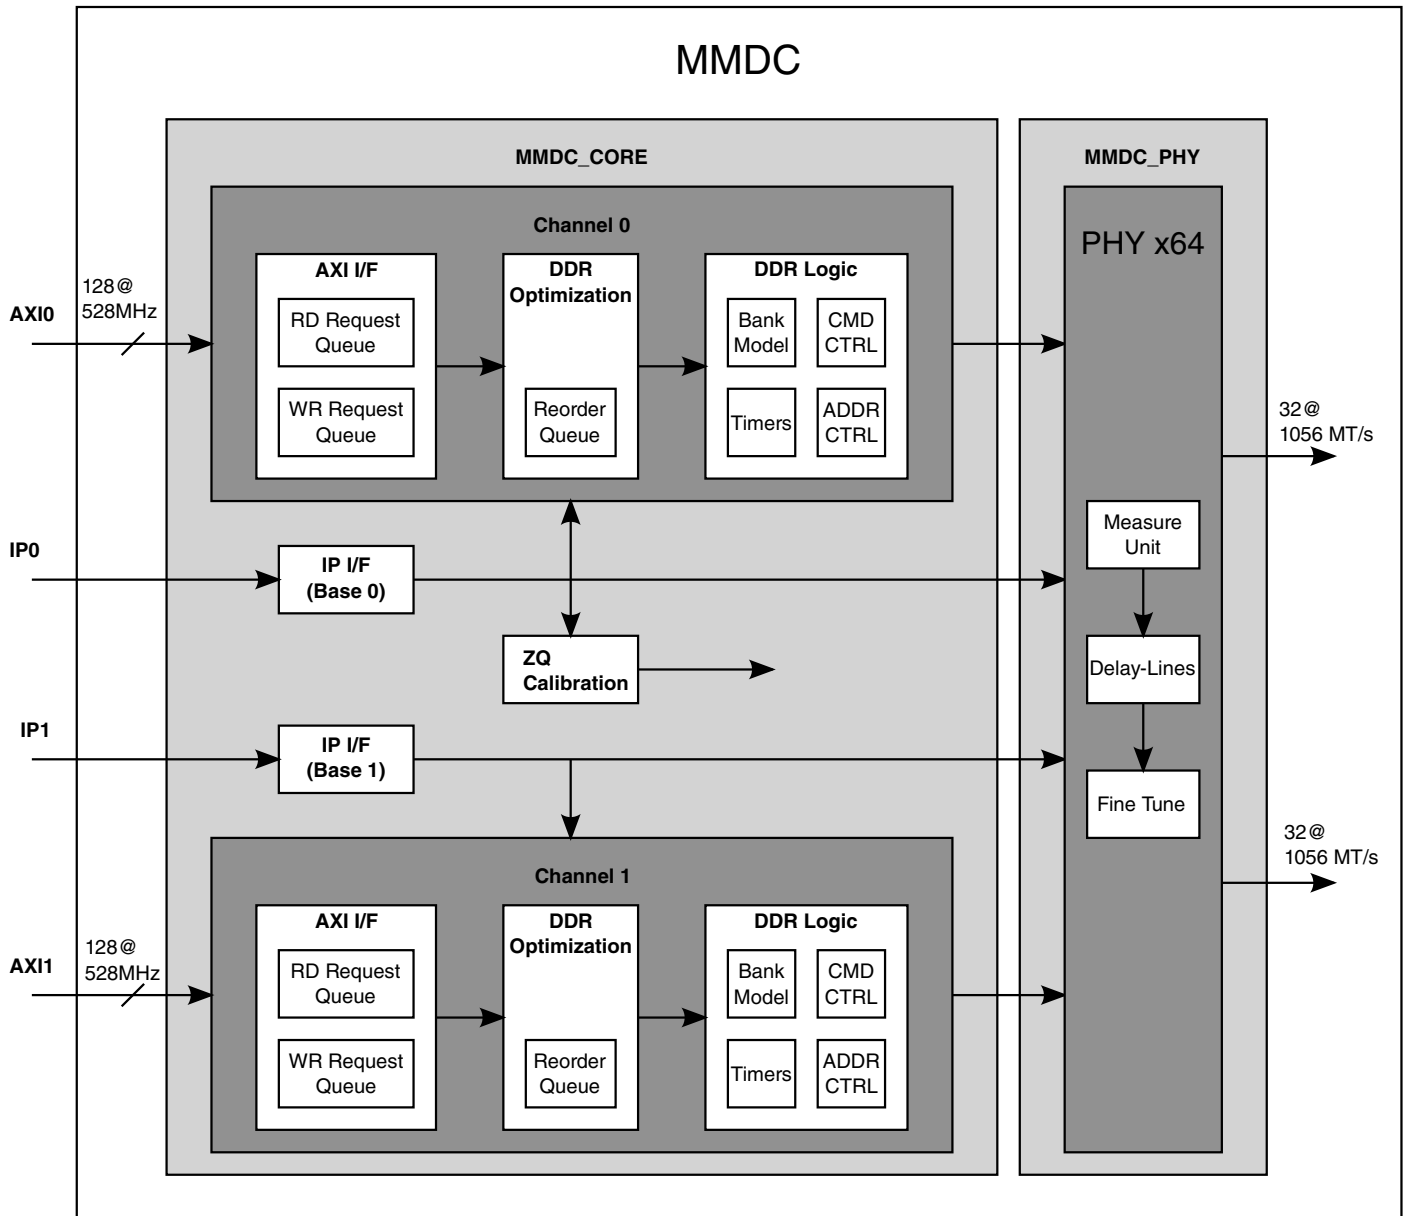 MMDC
MMDC_CORE
MMDC_PHY
Channel 0
PHY x64
AXI I/F
DDR
Optimization
DDR Logic
128@
528MHz
AXI0
RD Request
Queue
Bank
Model
CMD
CTRL
WR Request
Queue
Reorder
Queue
Timers
ADDR
CTRL
32@
1056 MT/s
Measure
Unit
IP0
IP I/F
(Base 0)
ZQ
Calibration
Delay-Lines
IP1
IP I/F
(Base 1)
Fine Tune
32@
1056 MT/s
Channel 1
AXI I/F
DDR
Optimization
DDR Logic
128@
528MHz
AXI1
RD Request
Queue
Bank
Model
CMD
CTRL
WR Request
Queue
Reorder
Queue
Timers
ADDR
CTRL